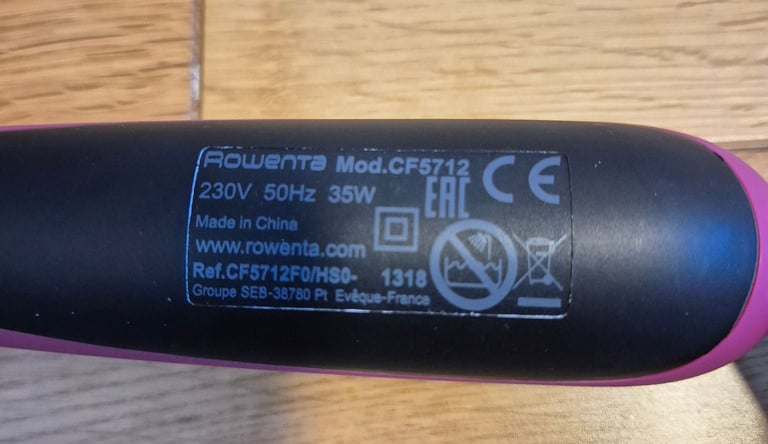 Rowenta Mod.CF5712
CE
230V 50Hz 35W
EAC
Made in China
www.rowenta.com
Ref.CF5712F0/HS0- 1318
Groupe SEB-38780 Pt Evêque-France